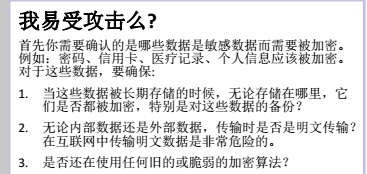 我易受攻击么?
首先你需要确认的是哪些数据是敏感数据而需要被加密。
例如：密码、信用卡、医疗记录、个人信息应该被加密。
对于这些数据，要确保:
1. 当这些数据被长期存储的时候，无论存储在哪里，它
们是否都被加密，特别是对这些数据的备份?
2. 无论内部数据还是外部数据，传输时是否是明文传输?
在互联网中传输明文数据是非常危险的。
3. 是否还在使用任何旧的或脆弱的加密算法?